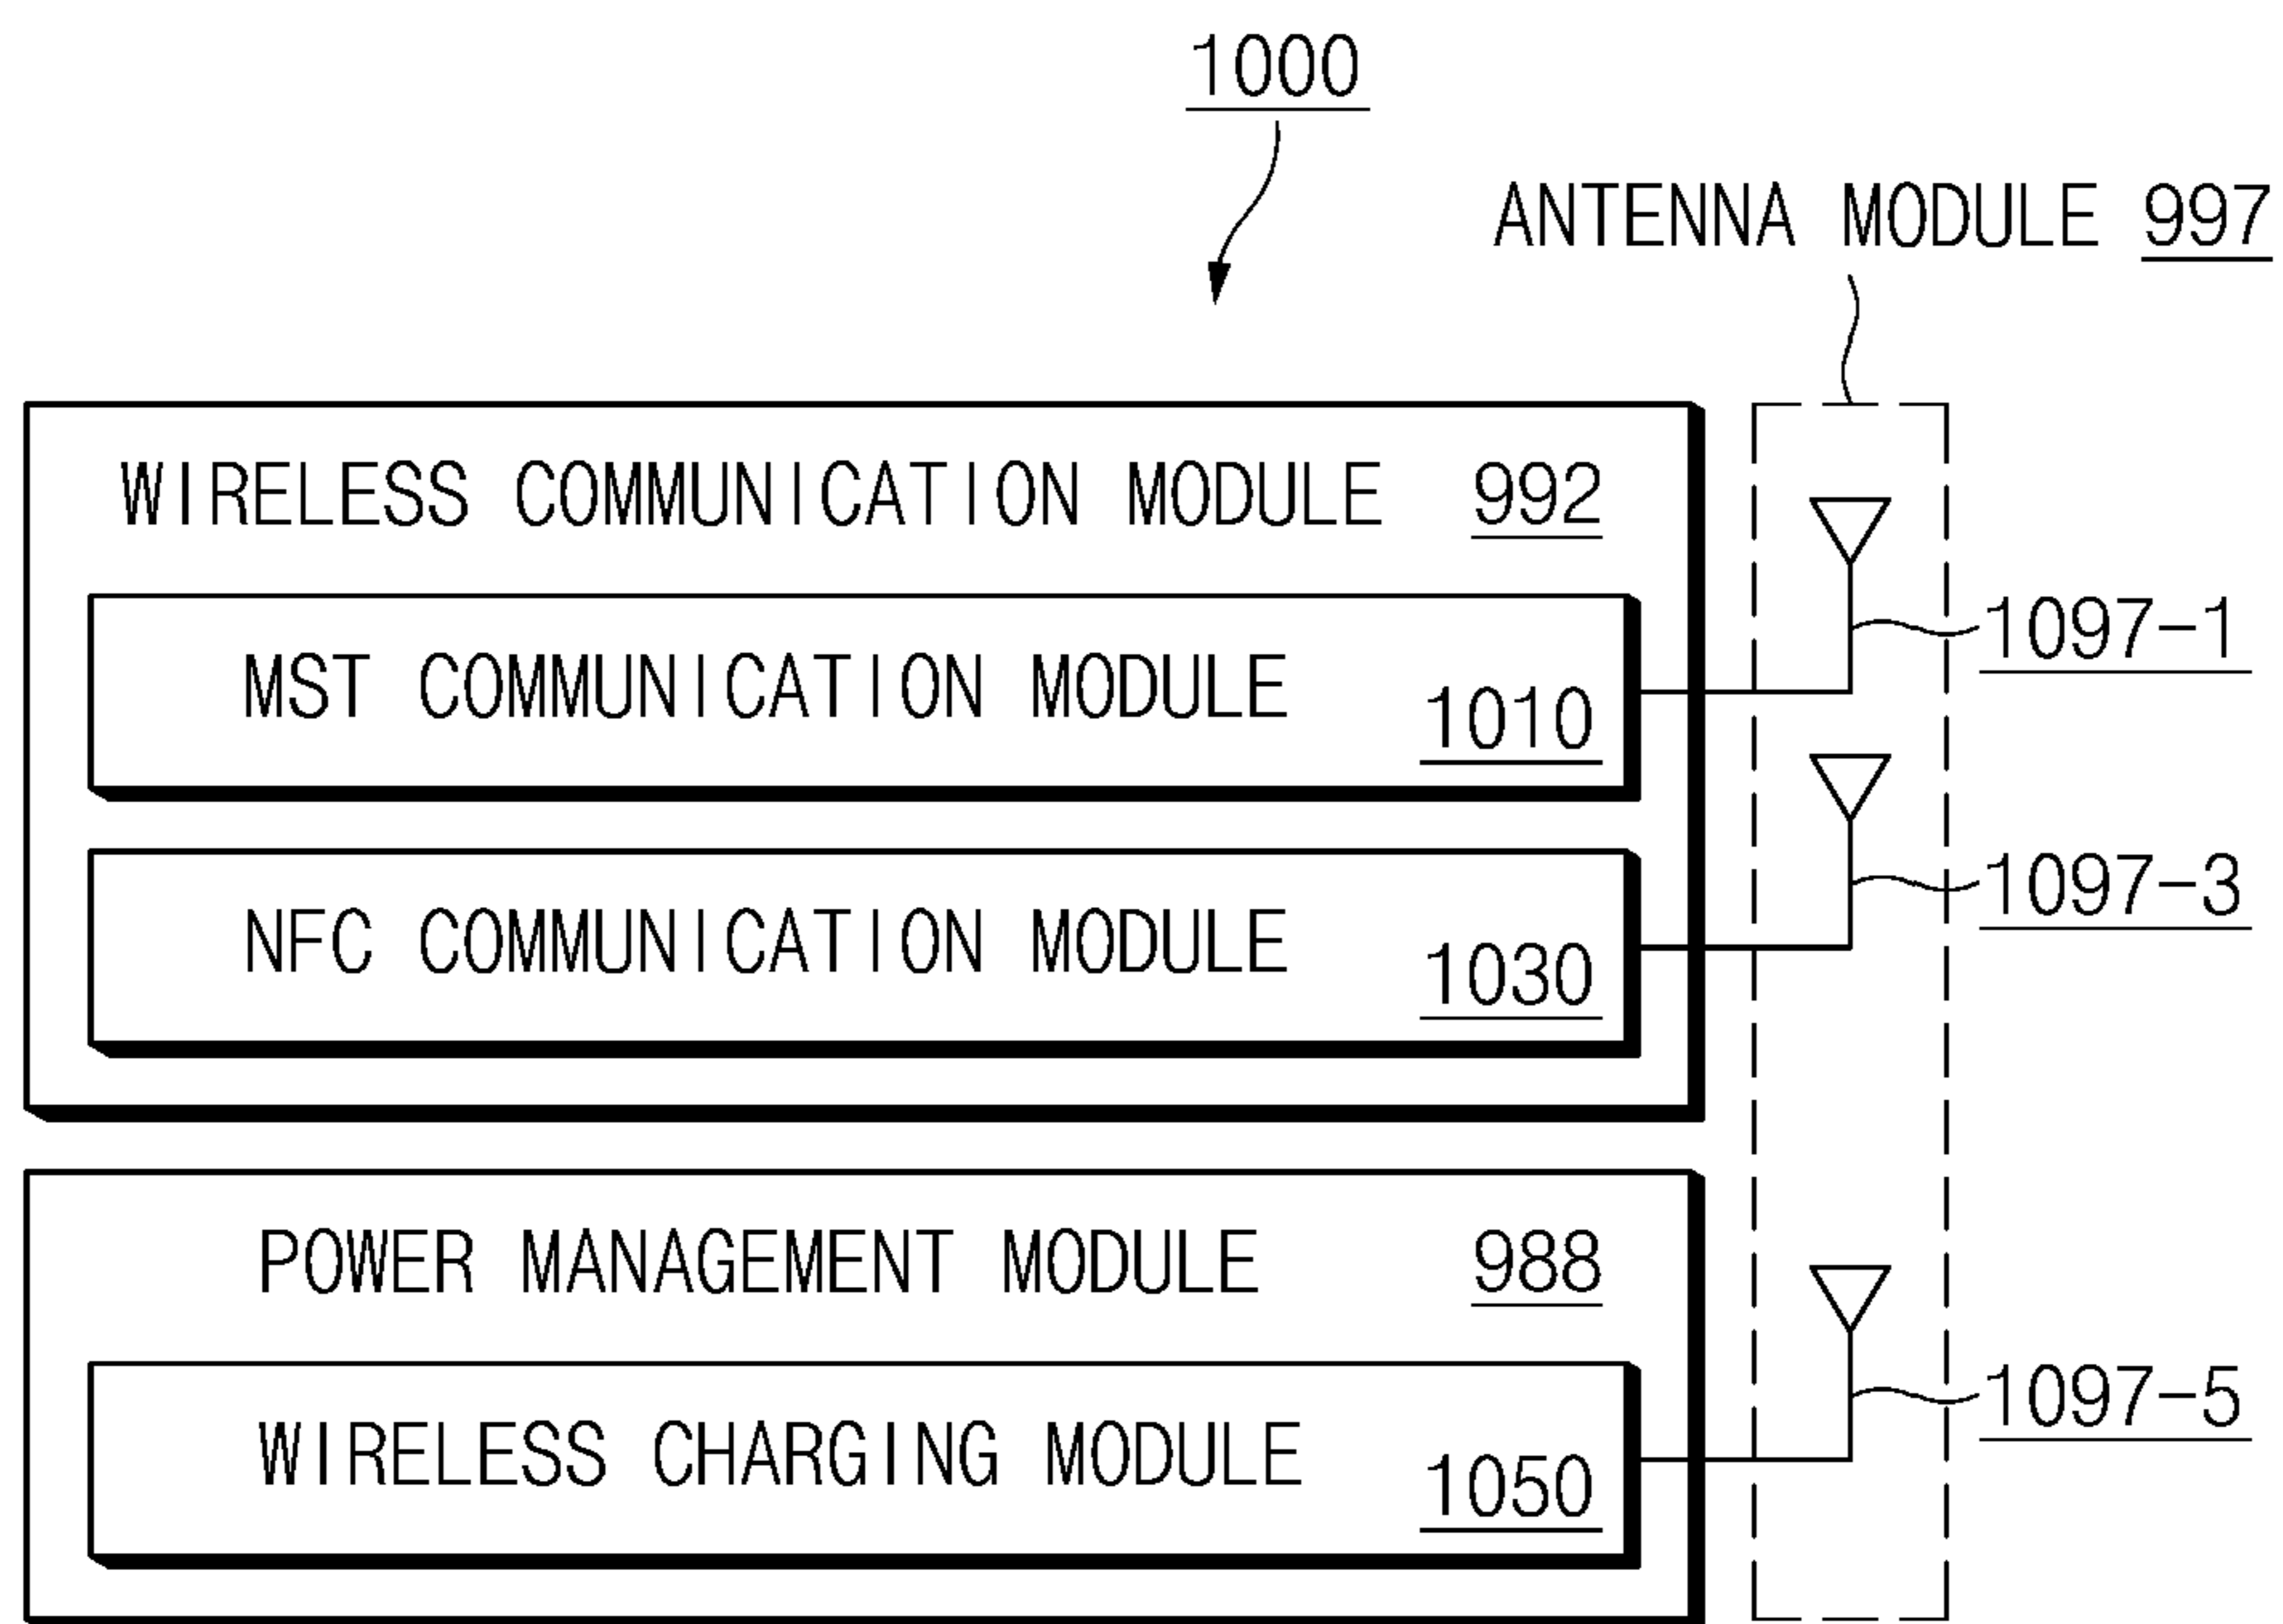 1000
ANTENNA MODULE 997
WIRELESS COMMUNICATION MODULE 992
MST COMMUNICATION MODULE 1010
1097-1
NFC COMMUNICATION MODULE 1030
1097-3
POWER MANAGEMENT MODULE 988
WIRELESS CHARGING MODULE 1050
1097-5